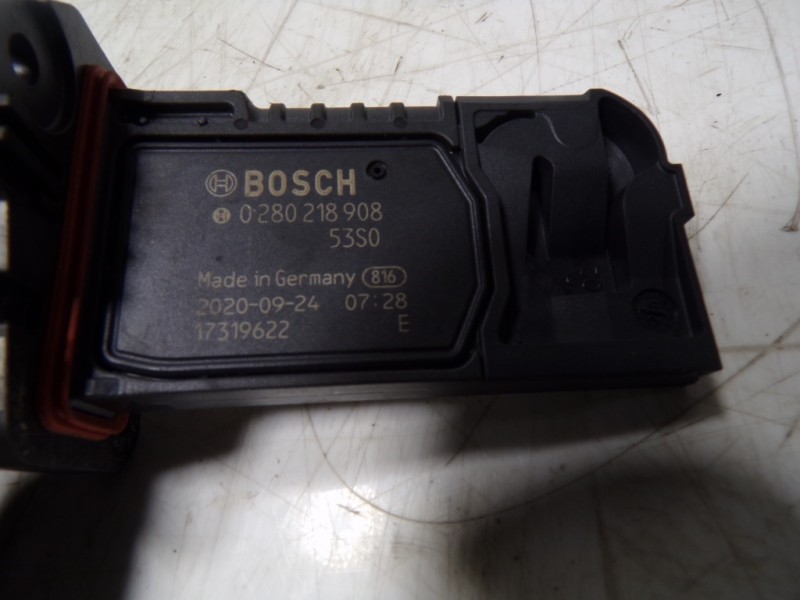 BOSCH
0 280 218 908
53S0
Made in Germany 816
2020-09-24 07:28
17319622 E